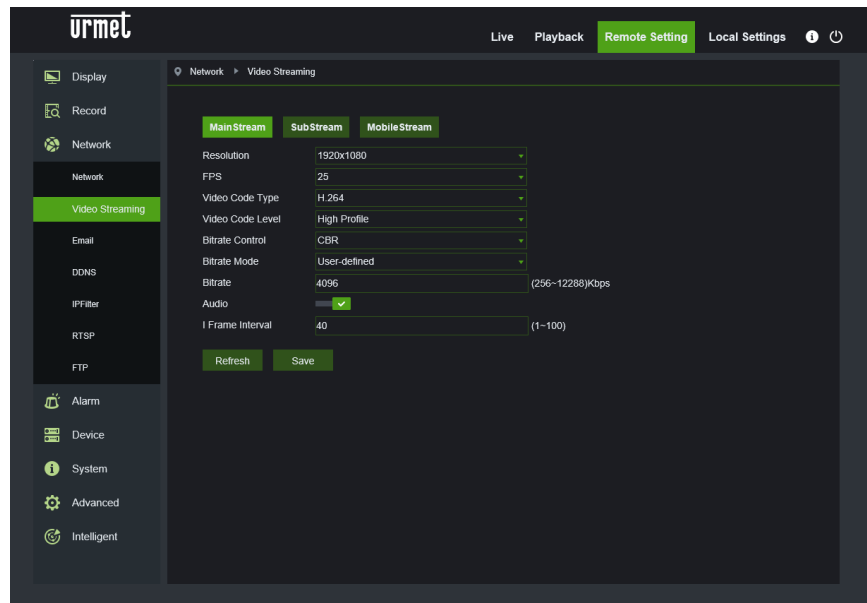 urmet
Live Playback Remote Setting Local Settings
Display
Record
Network
Network
Video Streaming
Email
DDNS
IPFilter
RTSP
FTP
Alarm
Device
System
Advanced
Intelligent
Network Video Streaming
MainStream SubStream MobileStream
Resolution 1920x1080
FPS 25
Video Code Type H.264
Video Code Level High Profile
Bitrate Control CBR
Bitrate Mode User-defined
Bitrate 4096 (256~12288)Kbps
Audio
I Frame Interval 40 (1~100)
Refresh Save